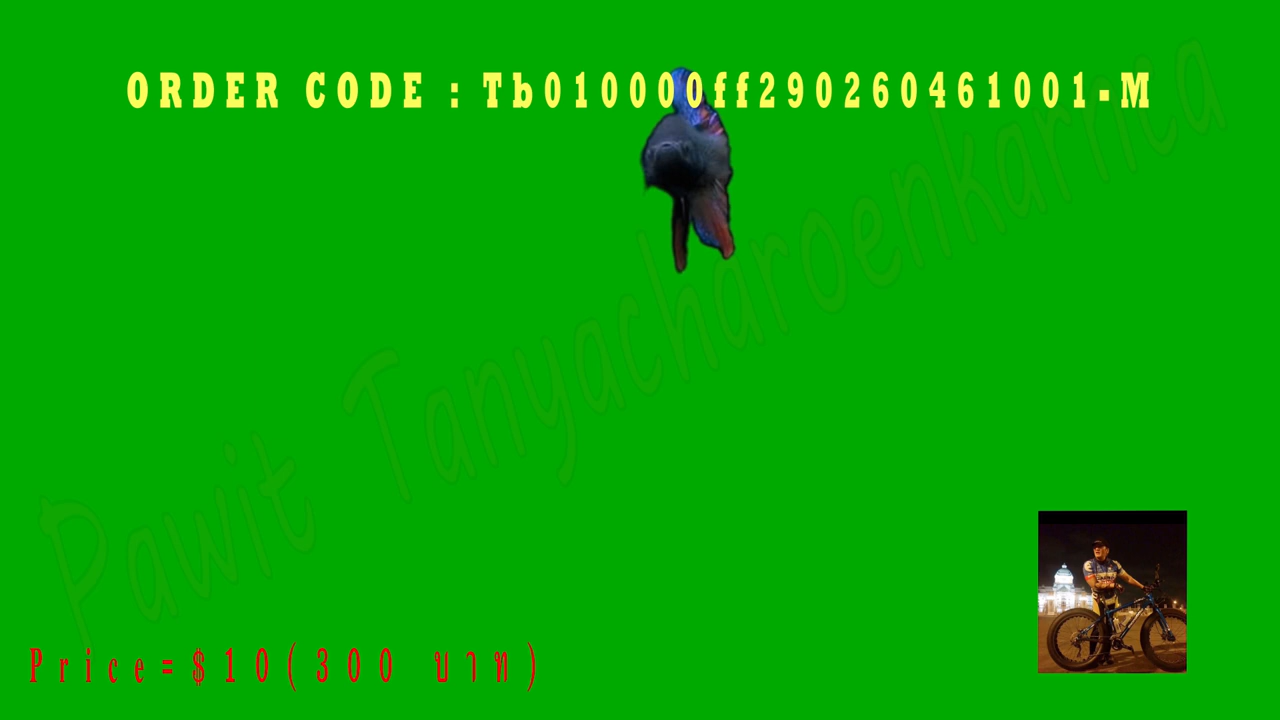 ORDER CODE : Tb010000ff290260461001-M
Pawit Tanyacharoenkarnca
Price=$10(300 บาท)